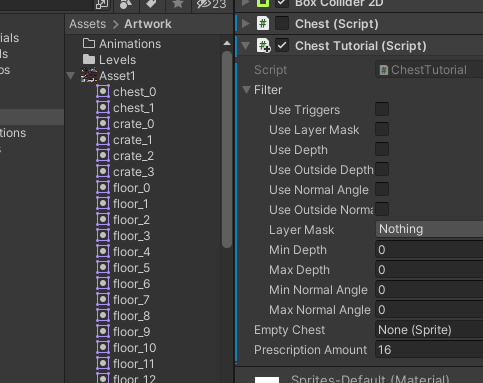 23
Assets > Artwork
Animations
Levels
Asset1
chest_0
chest_1
crate_0
crate_1
crate_2
crate_3
floor_0
floor_1
floor_2
floor_3
floor_4
floor_5
floor_6
floor_7
floor_8
floor_9
floor_10
floor_11
floor_12
Box Collider 2D
Chest (Script)
Chest Tutorial (Script)
Script ChestTutorial
Filter
Use Triggers
Use Layer Mask
Use Depth
Use Outside Depth
Use Normal Angle
Use Outside Norma
Layer Mask Nothing
Min Depth 0
Max Depth 0
Min Normal Angle 0
Max Normal Angle 0
Empty Chest None (Sprite)
Prescription Amount 16
Sprites-Default (Material)